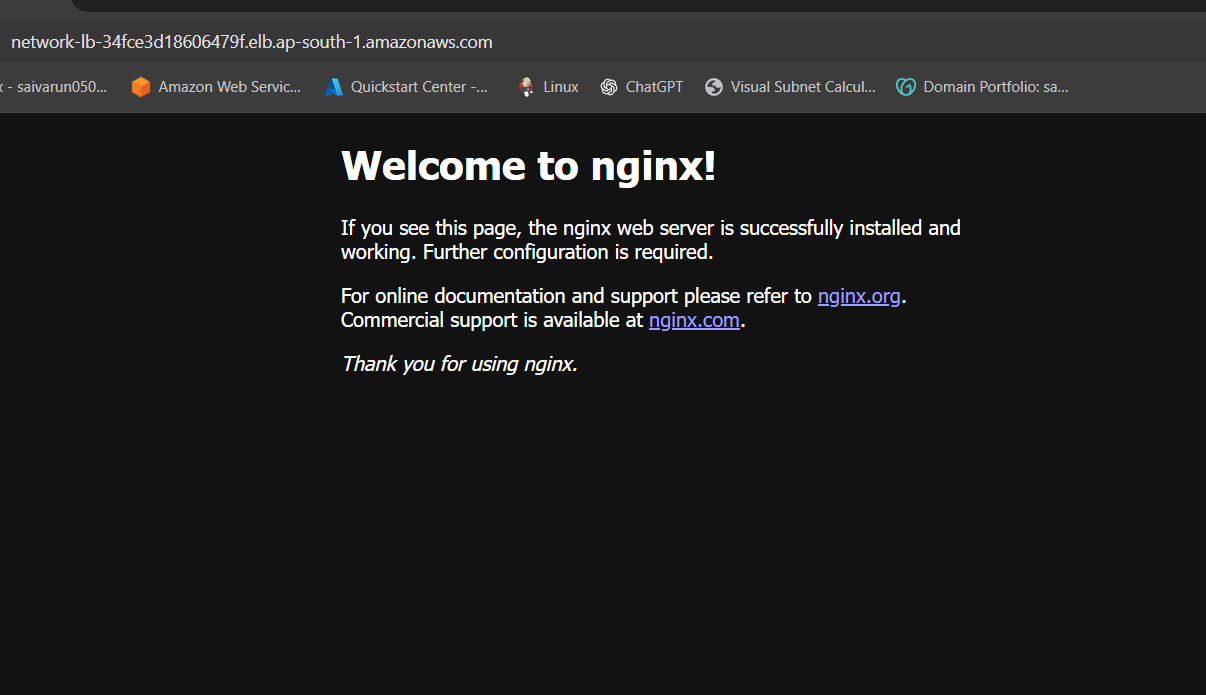 network-lb-34fce3d18606479f.elb.ap-south-1.amazonaws.com
- saivarun050... Amazon Web Servic... Quickstart Center -... Linux ChatGPT Visual Subnet Calcul... Domain Portfolio: sa...
Welcome to nginx!
If you see this page, the nginx web server is successfully installed and
working. Further configuration is required.
For online documentation and support please refer to nginx.org.
Commercial support is available at nginx.com.
Thank you for using nginx.